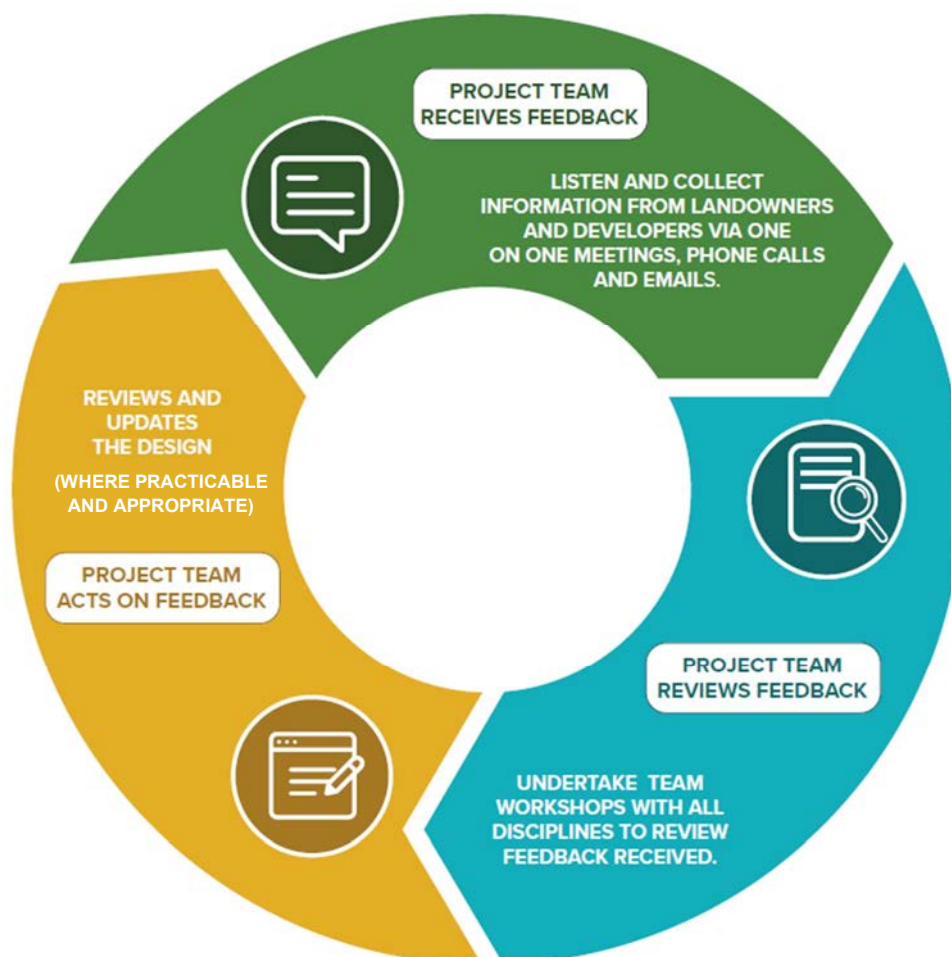 PROJECT TEAM
RECEIVES FEEDBACK
LISTEN AND COLLECT
INFORMATION FROM LANDOWNERS
AND DEVELOPERS VIA ONE
ON ONE MEETINGS, PHONE CALLS
AND EMAILS.
PROJECT TEAM
REVIEWS FEEDBACK
UNDERTAKE TEAM
WORKSHOPS WITH ALL
DISCIPLINES TO REVIEW
FEEDBACK RECEIVED.
REVIEWS AND
UPDATES
THE DESIGN
(WHERE PRACTICABLE
AND APPROPRIATE)
PROJECT TEAM
ACTS ON FEEDBACK